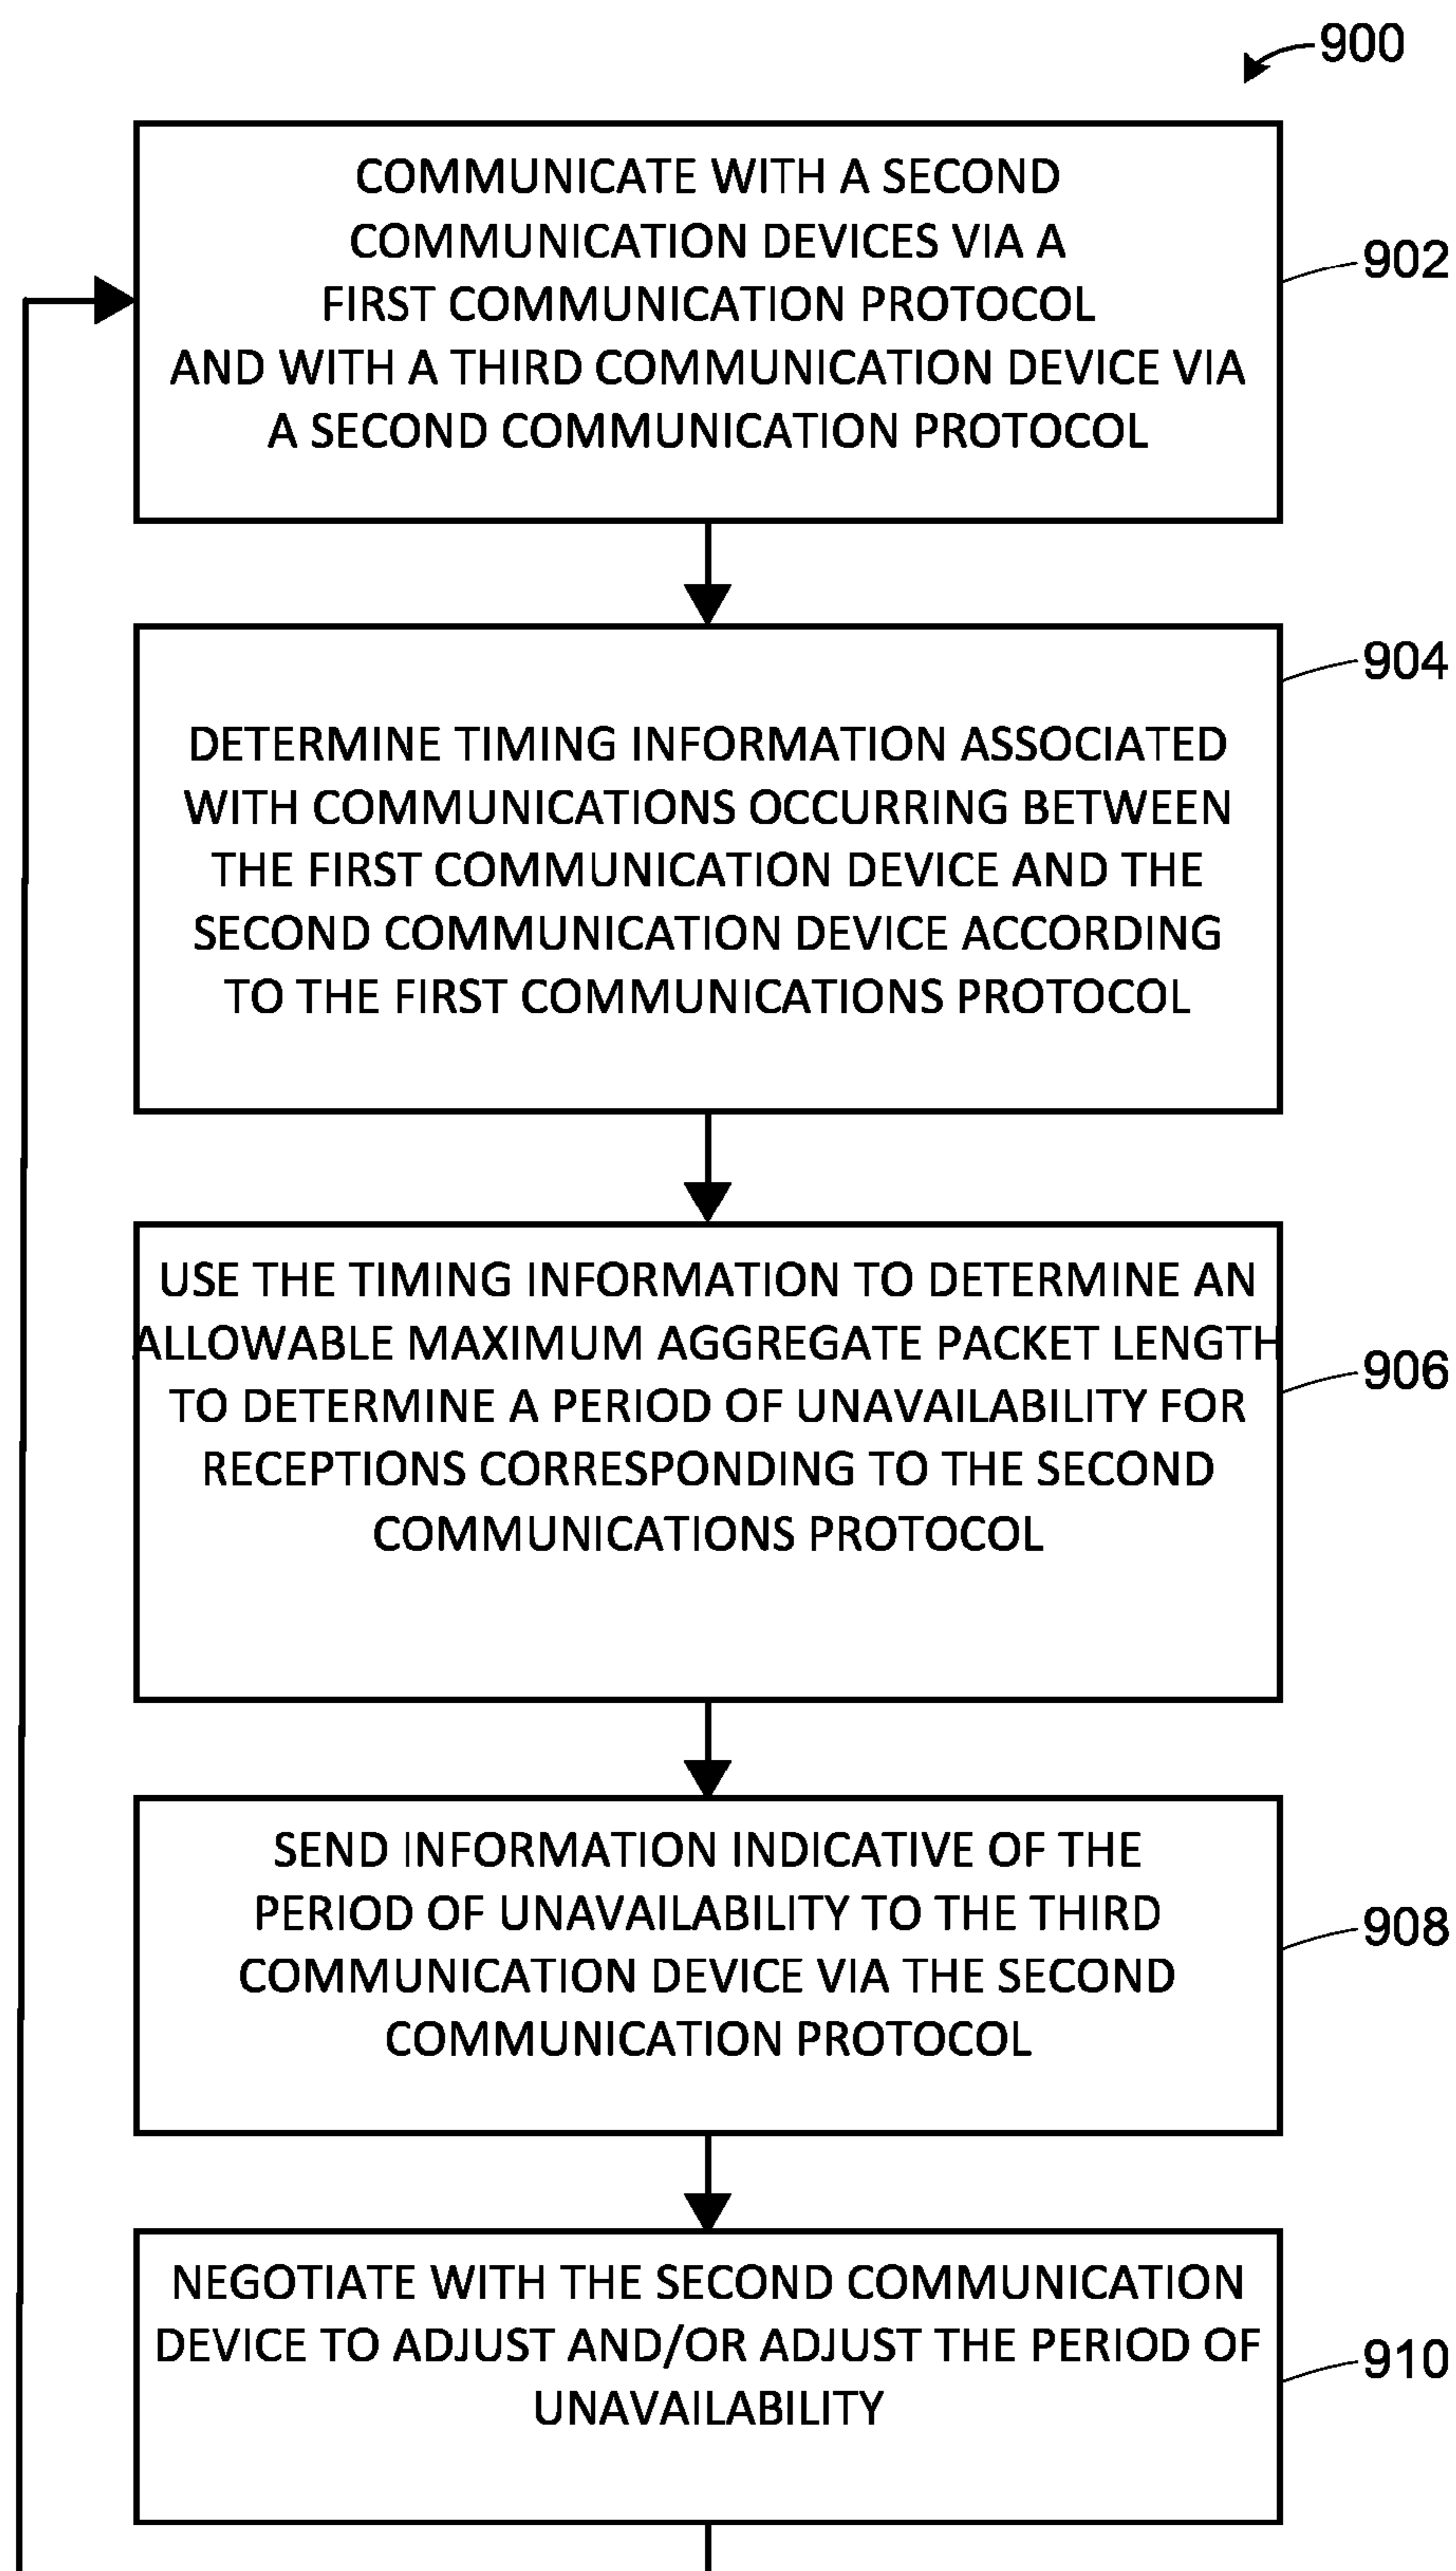 900
COMMUNICATE WITH A SECOND
COMMUNICATION DEVICES VIA A
FIRST COMMUNICATION PROTOCOL
AND WITH A THIRD COMMUNICATION DEVICE VIA
A SECOND COMMUNICATION PROTOCOL
902
904
DETERMINE TIMING INFORMATION ASSOCIATED
WITH COMMUNICATIONS OCCURRING BETWEEN
THE FIRST COMMUNICATION DEVICE AND THE
SECOND COMMUNICATION DEVICE ACCORDING
TO THE FIRST COMMUNICATIONS PROTOCOL
USE THE TIMING INFORMATION TO DETERMINE AN
ALLOWABLE MAXIMUM AGGREGATE PACKET LENGTH
TO DETERMINE A PERIOD OF UNAVAILABILITY FOR
RECEPTIONS CORRESPONDING TO THE SECOND
COMMUNICATIONS PROTOCOL
906
SEND INFORMATION INDICATIVE OF THE
PERIOD OF UNAVAILABILITY TO THE THIRD
COMMUNICATION DEVICE VIA THE SECOND
COMMUNICATION PROTOCOL
908
NEGOTIATE WITH THE SECOND COMMUNICATION
DEVICE TO ADJUST AND/OR ADJUST THE PERIOD OF
UNAVAILABILITY
910